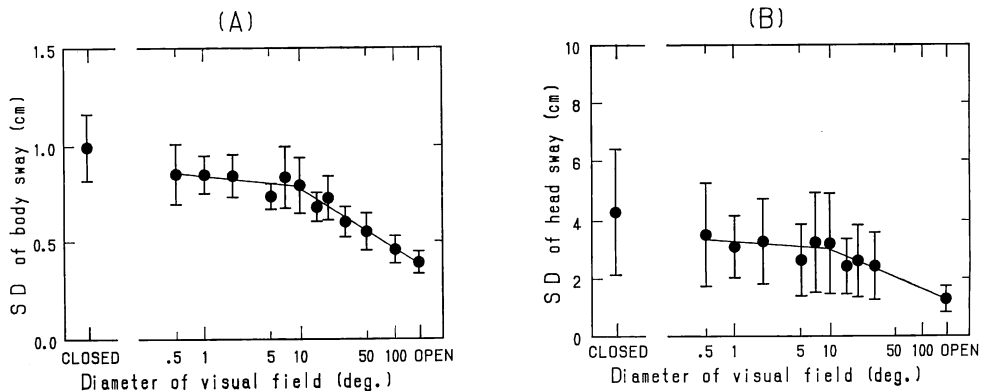 (A)
1.5
1.0
0.5
0.0
SD of body sway (cm)
CLOSED .5 1 5 10 50 100 OPEN
Diameter of visual field (deg.)
(B)
10
8
6
4
2
0
SD of head sway (cm)
CLOSED .5 1 5 10 50 100 OPEN
Diameter of visual field (deg.)